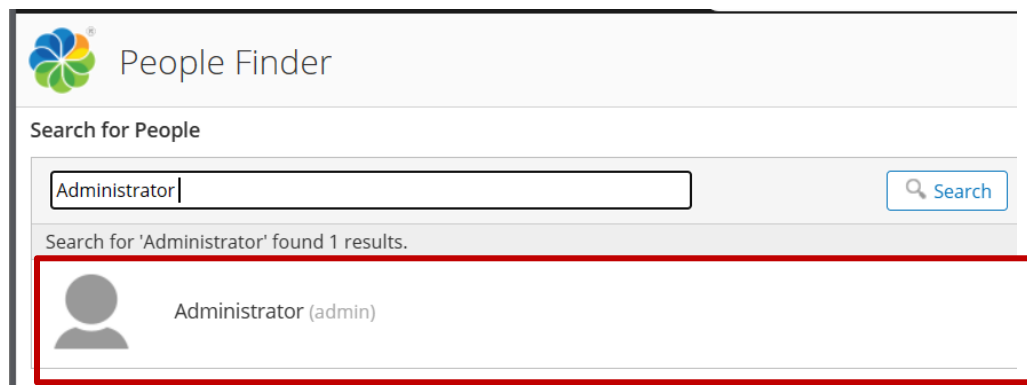 People Finder
Search for People
Administrator
Search
Search for 'Administrator' found 1 results.
Administrator (admin)